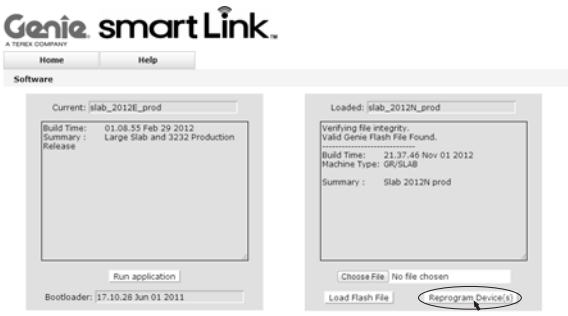 Genie smartLink™
A TEREX COMPANY
Home Help
Software
Current: slab_2012E_prod
Build Time: 01.08.55 Feb 29 2012
Summary : Large Slab and 3232 Production
Release
Run application
Bootloader: 17.10.28 Jun 01 2011
Loaded: slab_2012N_prod
Verifying file integrity.
Valid Genie Flash File Found.
------------------------------
Build Time: 21.37.46 Nov 01 2012
Machine Type: GR/SLAB
Summary : Slab 2012N prod
Choose File No file chosen
Load Flash File Reprogram Device(s)